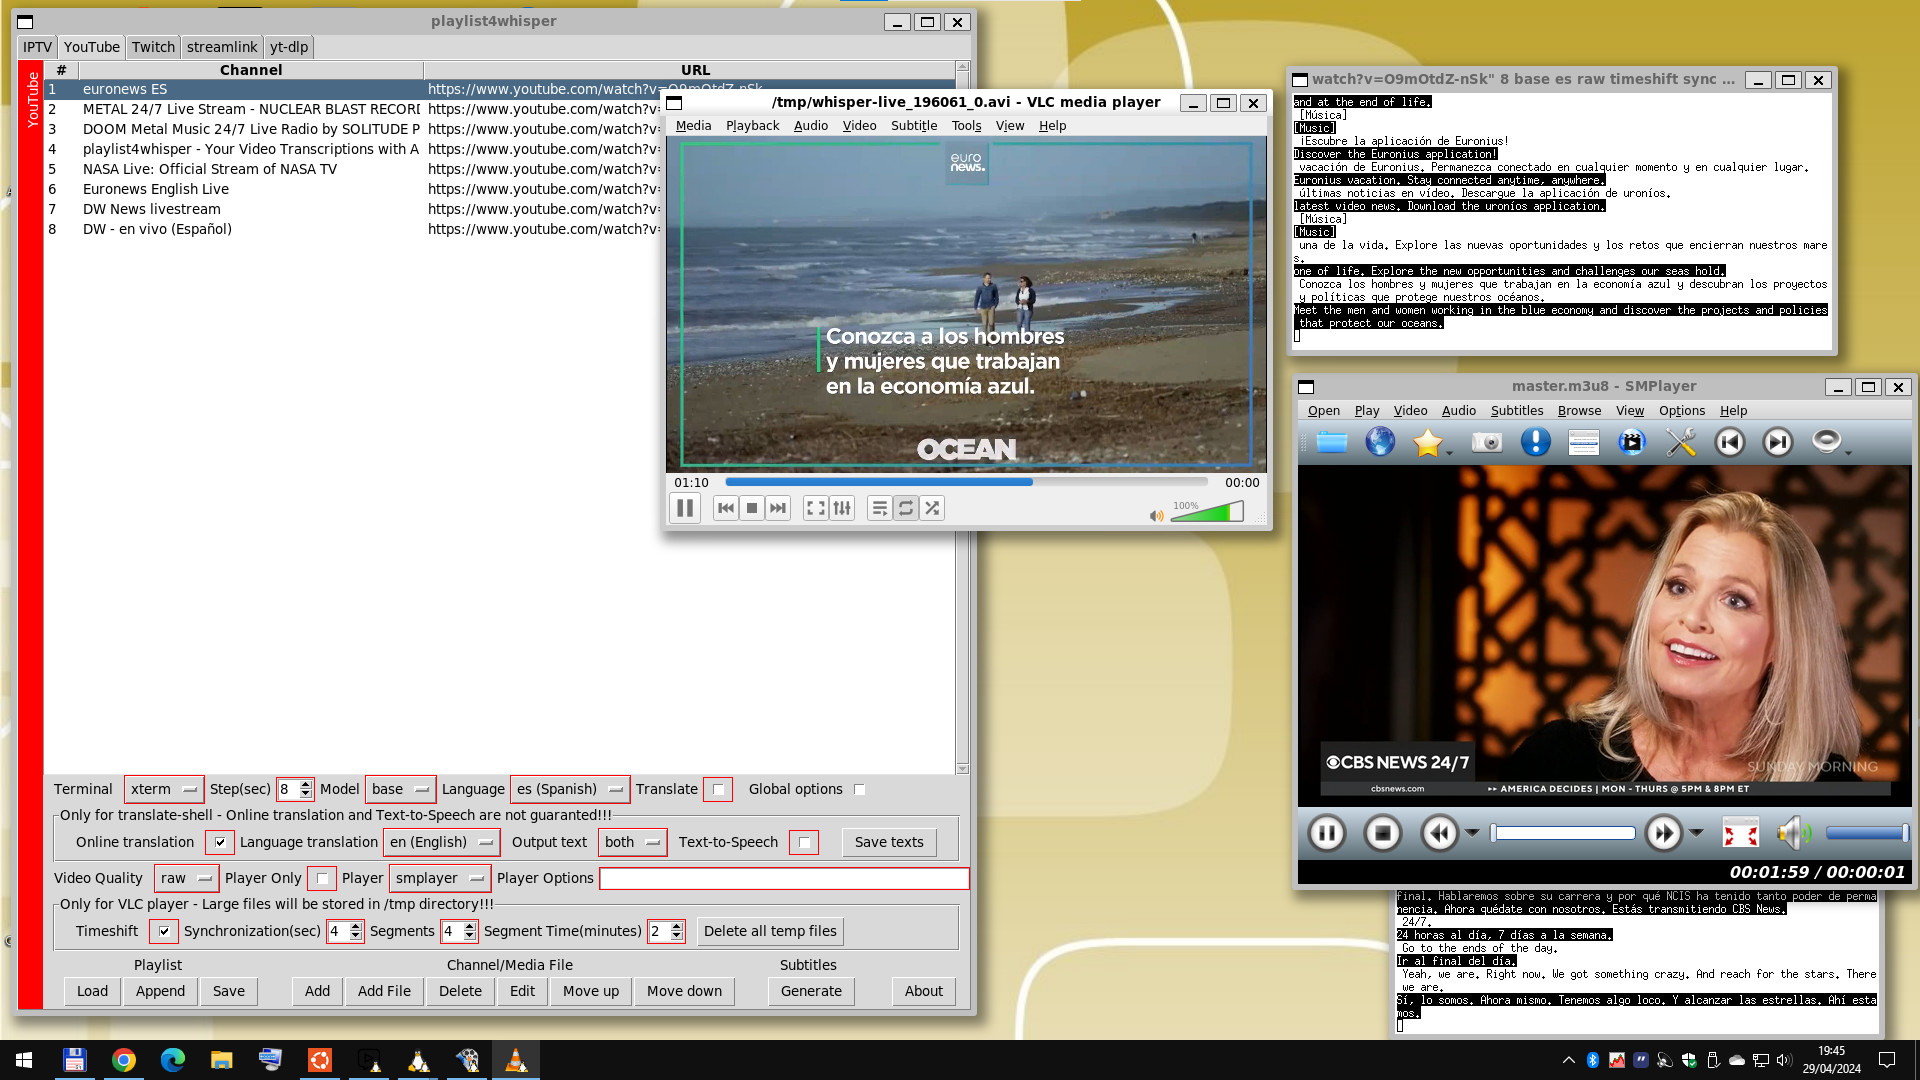 playlist4whisper
IPTV YouTube Twitch streamlink yt-dlp
YouTube
# Channel URL
1 euronews ES https://www.youtube.com/watch?v=O9mOtdZ-nSk
2 METAL 24/7 Live Stream - NUCLEAR BLAST RECORD https://www.youtube.com/watch?v=
3 DOOM Metal Music 24/7 Live Radio by SOLITUDE P https://www.youtube.com/watch?v=
4 playlist4whisper - Your Video Transcriptions with A https://www.youtube.com/watch?v=
5 NASA Live: Official Stream of NASA TV https://www.youtube.com/watch?v=
6 Euronews English Live https://www.youtube.com/watch?v=
7 DW News livestream https://www.youtube.com/watch?v=
8 DW - en vivo (Español) https://www.youtube.com/watch?v=
Terminal xterm Step(sec) 8 Model base Language es (Spanish) Translate Global options
Only for translate-shell - Online translation and Text-to-Speech are not guaranted!!!
Online translation Language translation en (English) Output text both Text-to-Speech Save texts
Video Quality raw Player Only Player smplayer Player Options
Only for VLC player - Large files will be stored in /tmp directory!!!
Timeshift Synchronization(sec) 4 Segments 4 Segment Time(minutes) 2 Delete all temp files
Playlist Channel/Media File Subtitles
Load Append Save Add Add File Delete Edit Move up Move down Generate About
/tmp/whisper-live_196061_0.avi - VLC media player
Media Playback Audio Video Subtitle Tools View Help
euro
news.
Conozca a los hombres
y mujeres que trabajan
en la economía azul.
OCEAN
01:10 00:00
100%
watch?v=O9mOtdZ-nSk" 8 base es raw timeshift sync ...
and at the end of life.
[Música]
[Music]
¡Escubre la aplicación de Euronius!
Discover the Euronius application!
vacación de Euronius. Permanezca conectado en cualquier momento y en cualquier lugar.
Euronius vacation. Stay connected anytime, anywhere.
últimas noticias en vídeo. Descargue la aplicación de uroníos.
latest video news. Download the uroníos application.
[Música]
[Music]
una de la vida. Explore las nuevas oportunidades y los retos que encierran nuestros mare
s.
one of life. Explore the new opportunities and challenges our seas hold.
Conozca los hombres y mujeres que trabajan en la economía azul y descubran los proyectos
y políticas que protege nuestros océanos.
Meet the men and women working in the blue economy and discover the projects and policies
that protect our oceans.
master.m3u8 - SMPlayer
Open Play Video Audio Subtitles Browse View Options Help
CBS NEWS 24/7
SUNDAY MORNING
cbsnews.com AMERICA DECIDES | MON - THURS @ 5PM & 8PM ET
00:01:59 / 00:00:01
final. Hablaremos sobre su carrera y por qué NCIS ha tenido tanto poder de perma
nencia. Ahora quédate con nosotros. Estás transmitiendo CBS News.
24/7.
24 horas al día, 7 días a la semana.
Go to the ends of the day.
Ir al final del día.
Yeah, we are. Right now. We got something crazy. And reach for the stars. There
we are.
Sí, lo somos. Ahora mismo. Tenemos algo loco. Y alcanzar las estrellas. Ahí esta
mos.
19:45
29/04/2024